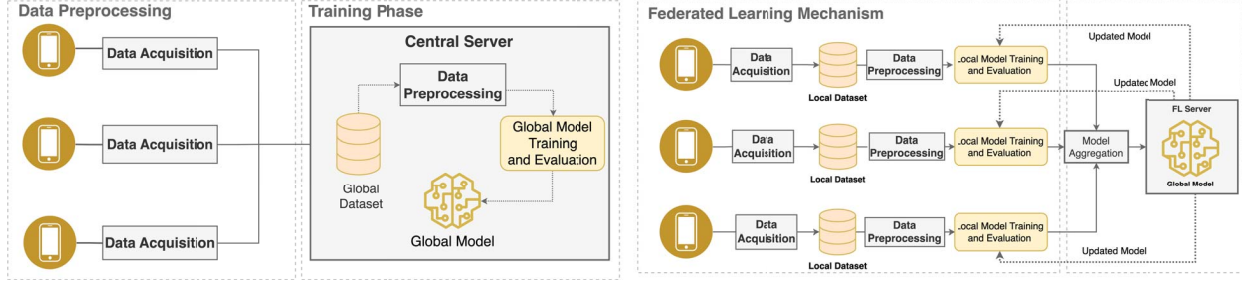 Data Preprocessing
Data Acquisition
Data Acquisition
Data Acquisition
Training Phase
Central Server
Data
Preprocessing
Global
Dataset
Global Model
Training
and Evaluation
Global Model
Federated Learning Mechanism
Data
Acquisition
Local Dataset
Data
Preprocessing
Local Model Training
and Evaluation
Updated Model
Data
Acquisition
Local Dataset
Data
Preprocessing
Local Model Training
and Evaluation
Updated Model
Data
Acquisition
Local Dataset
Data
Preprocessing
Local Model Training
and Evaluation
Updated Model
Model
Aggregation
FL Server
Global Model